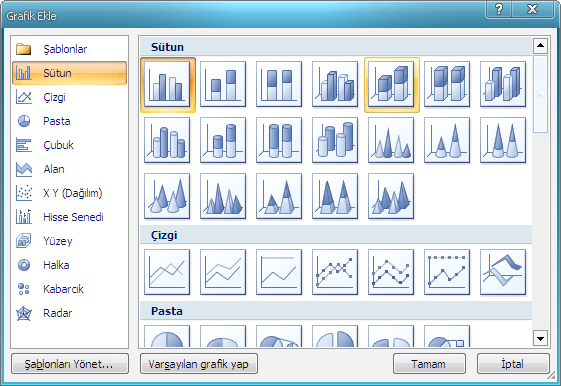 Grafik Ekle
Şablonlar
Sütun
Çizgi
Pasta
Çubuk
Alan
X Y (Dağılım)
Hisse Senedi
Yüzey
Halka
Kabarcık
Radar
Sütun
Çizgi
Pasta
Şablonları Yönet...
Varsayılan grafik yap
Tamam
İptal